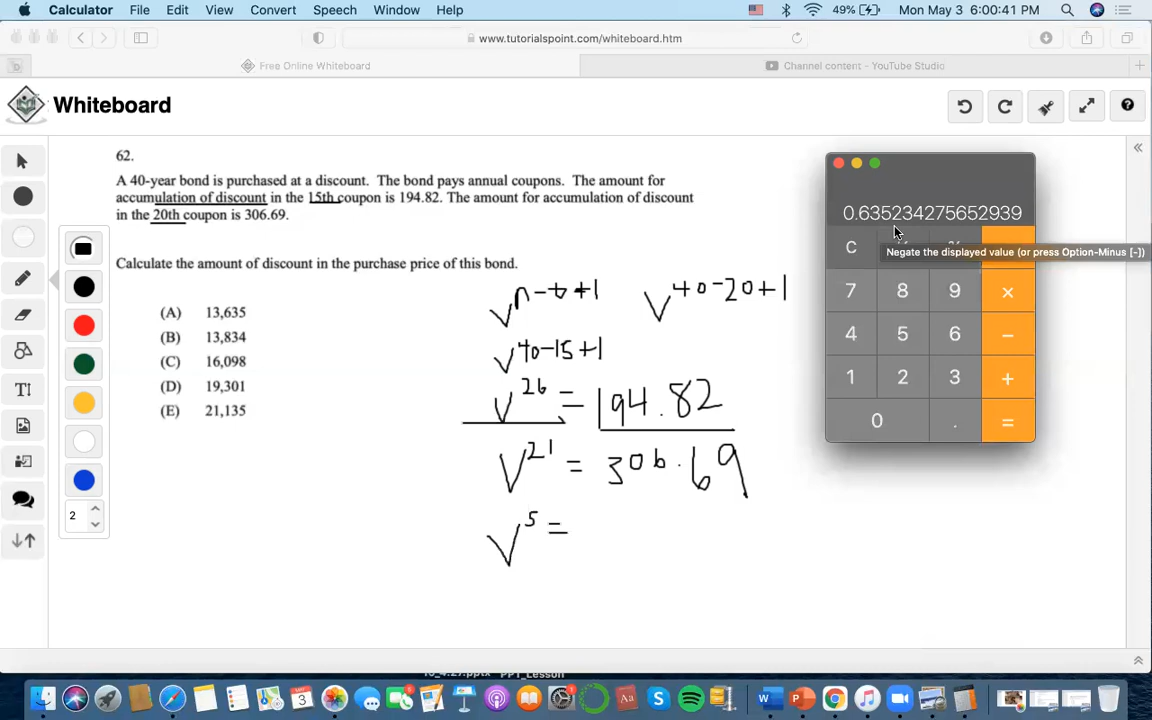 Calculator File Edit View Convert Speech Window Help 49% Mon May 3 6:00:41 PM
www.tutorialspoint.com/whiteboard.htm
Free Online Whiteboard Channel content - YouTube Studio
Whiteboard
62.
A 40-year bond is purchased at a discount. The bond pays annual coupons. The amount for
accumulation of discount in the 15th coupon is 194.82. The amount for accumulation of discount
in the 20th coupon is 306.69.
Calculate the amount of discount in the purchase price of this bond.
(A) 13,635
(B) 13,834
(C) 16,098
(D) 19,301
(E) 21,135
2
v^n-t+1 v^40-20+1
v^40-15+1
v^26 = 194.82
v^21 = 306.69
v^5 =
0.635234275652939
C
Negate the displayed value (or press Option-Minus [-])
7 8 9 ×
4 5 6 −
1 2 3 +
0 . =
PPT_Lesson